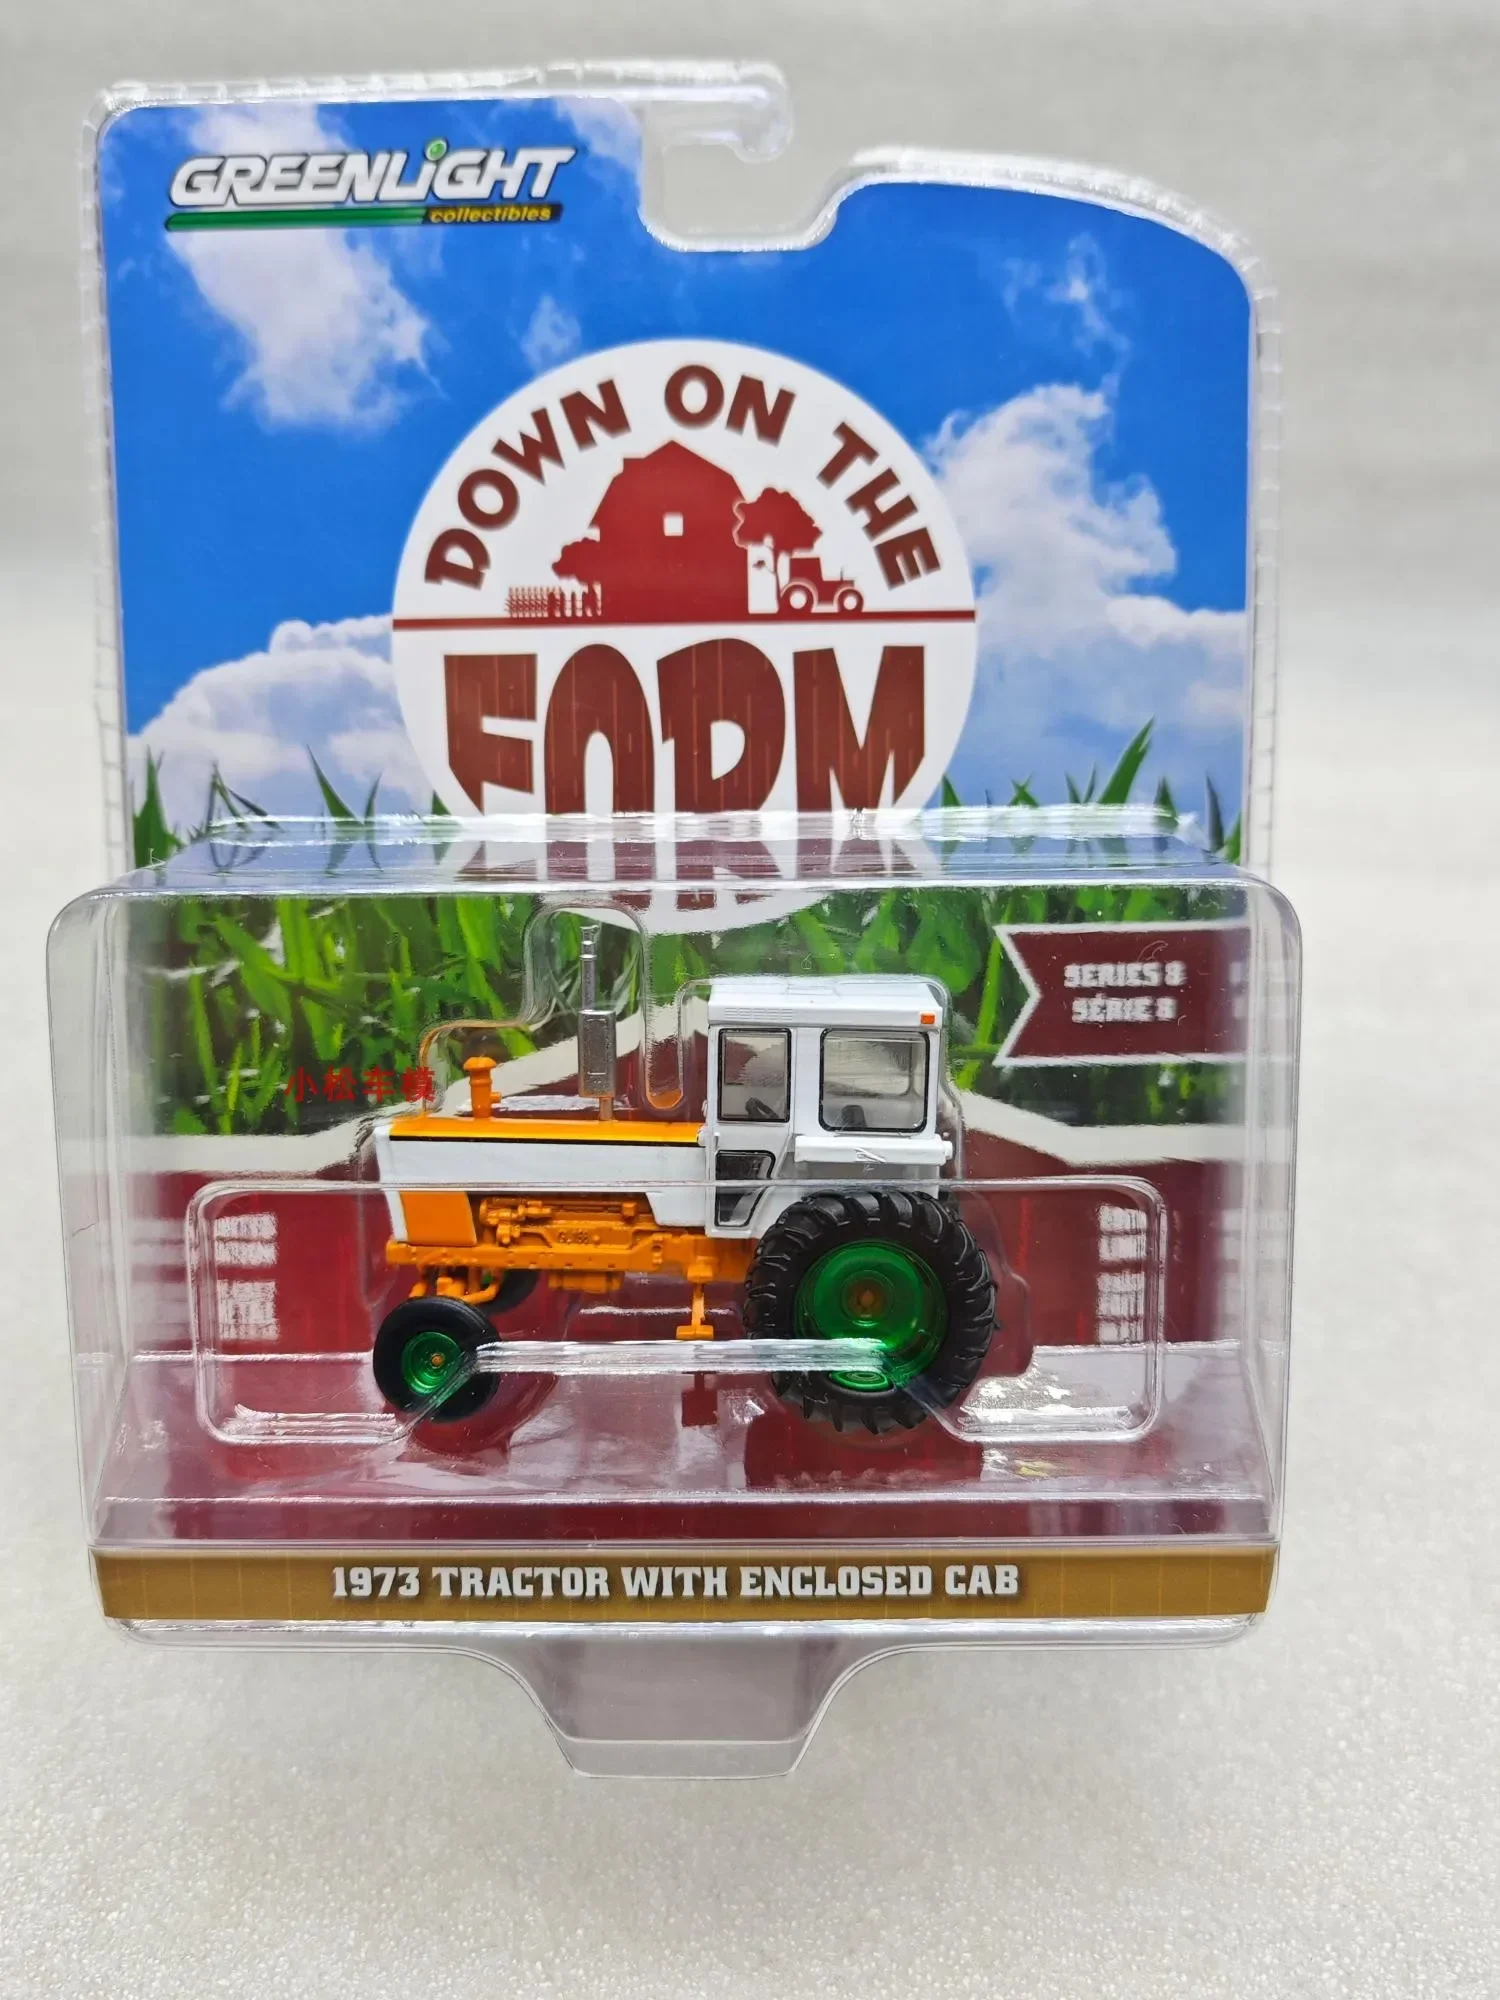 GREENLiGHT
collectibles
DOWN ON THE
FARM
SERIES 8
SÉRIE 8
小松车模
1973 TRACTOR WITH ENCLOSED CAB